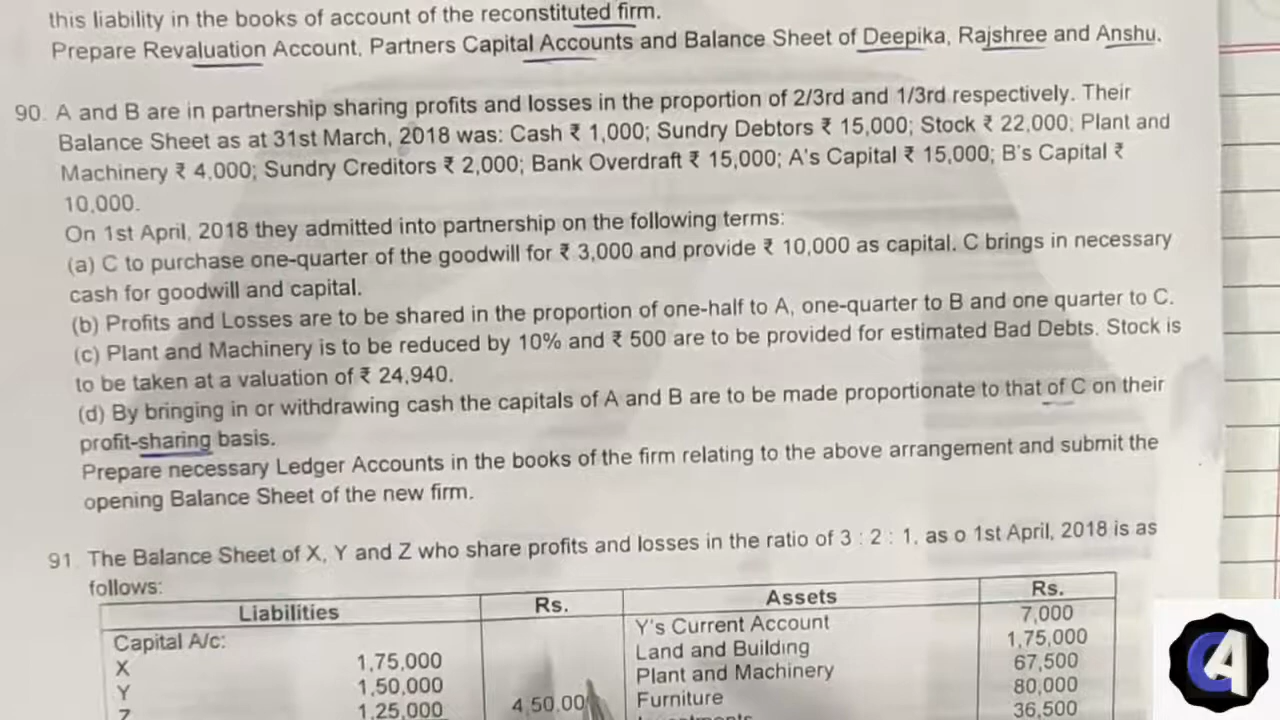 this liability in the books of account of the reconstituted firm.
Prepare Revaluation Account, Partners Capital Accounts and Balance Sheet of Deepika, Rajshree and Anshu.
90. A and B are in partnership sharing profits and losses in the proportion of 2/3rd and 1/3rd respectively. Their
Balance Sheet as at 31st March, 2018 was: Cash ₹ 1,000; Sundry Debtors ₹ 15,000; Stock ₹ 22,000; Plant and
Machinery ₹ 4,000; Sundry Creditors ₹ 2,000; Bank Overdraft ₹ 15,000; A's Capital ₹ 15,000; B's Capital ₹
10,000.
On 1st April, 2018 they admitted into partnership on the following terms:
(a) C to purchase one-quarter of the goodwill for ₹ 3,000 and provide ₹ 10,000 as capital. C brings in necessary
cash for goodwill and capital.
(b) Profits and Losses are to be shared in the proportion of one-half to A, one-quarter to B and one quarter to C.
(c) Plant and Machinery is to be reduced by 10% and ₹ 500 are to be provided for estimated Bad Debts. Stock is
to be taken at a valuation of ₹ 24,940.
(d) By bringing in or withdrawing cash the capitals of A and B are to be made proportionate to that of C on their
profit-sharing basis.
Prepare necessary Ledger Accounts in the books of the firm relating to the above arrangement and submit the
opening Balance Sheet of the new firm.
91. The Balance Sheet of X, Y and Z who share profits and losses in the ratio of 3 : 2 : 1, as o 1st April, 2018 is as
follows:
Liabilities Rs. Assets Rs.
Capital A/c: Y's Current Account 7,000
X 1,75,000 Land and Building 1,75,000
Y 1,50,000 Plant and Machinery 67,500
Z 1,25,000 4,50,00 Furniture 80,000
36,500
CA